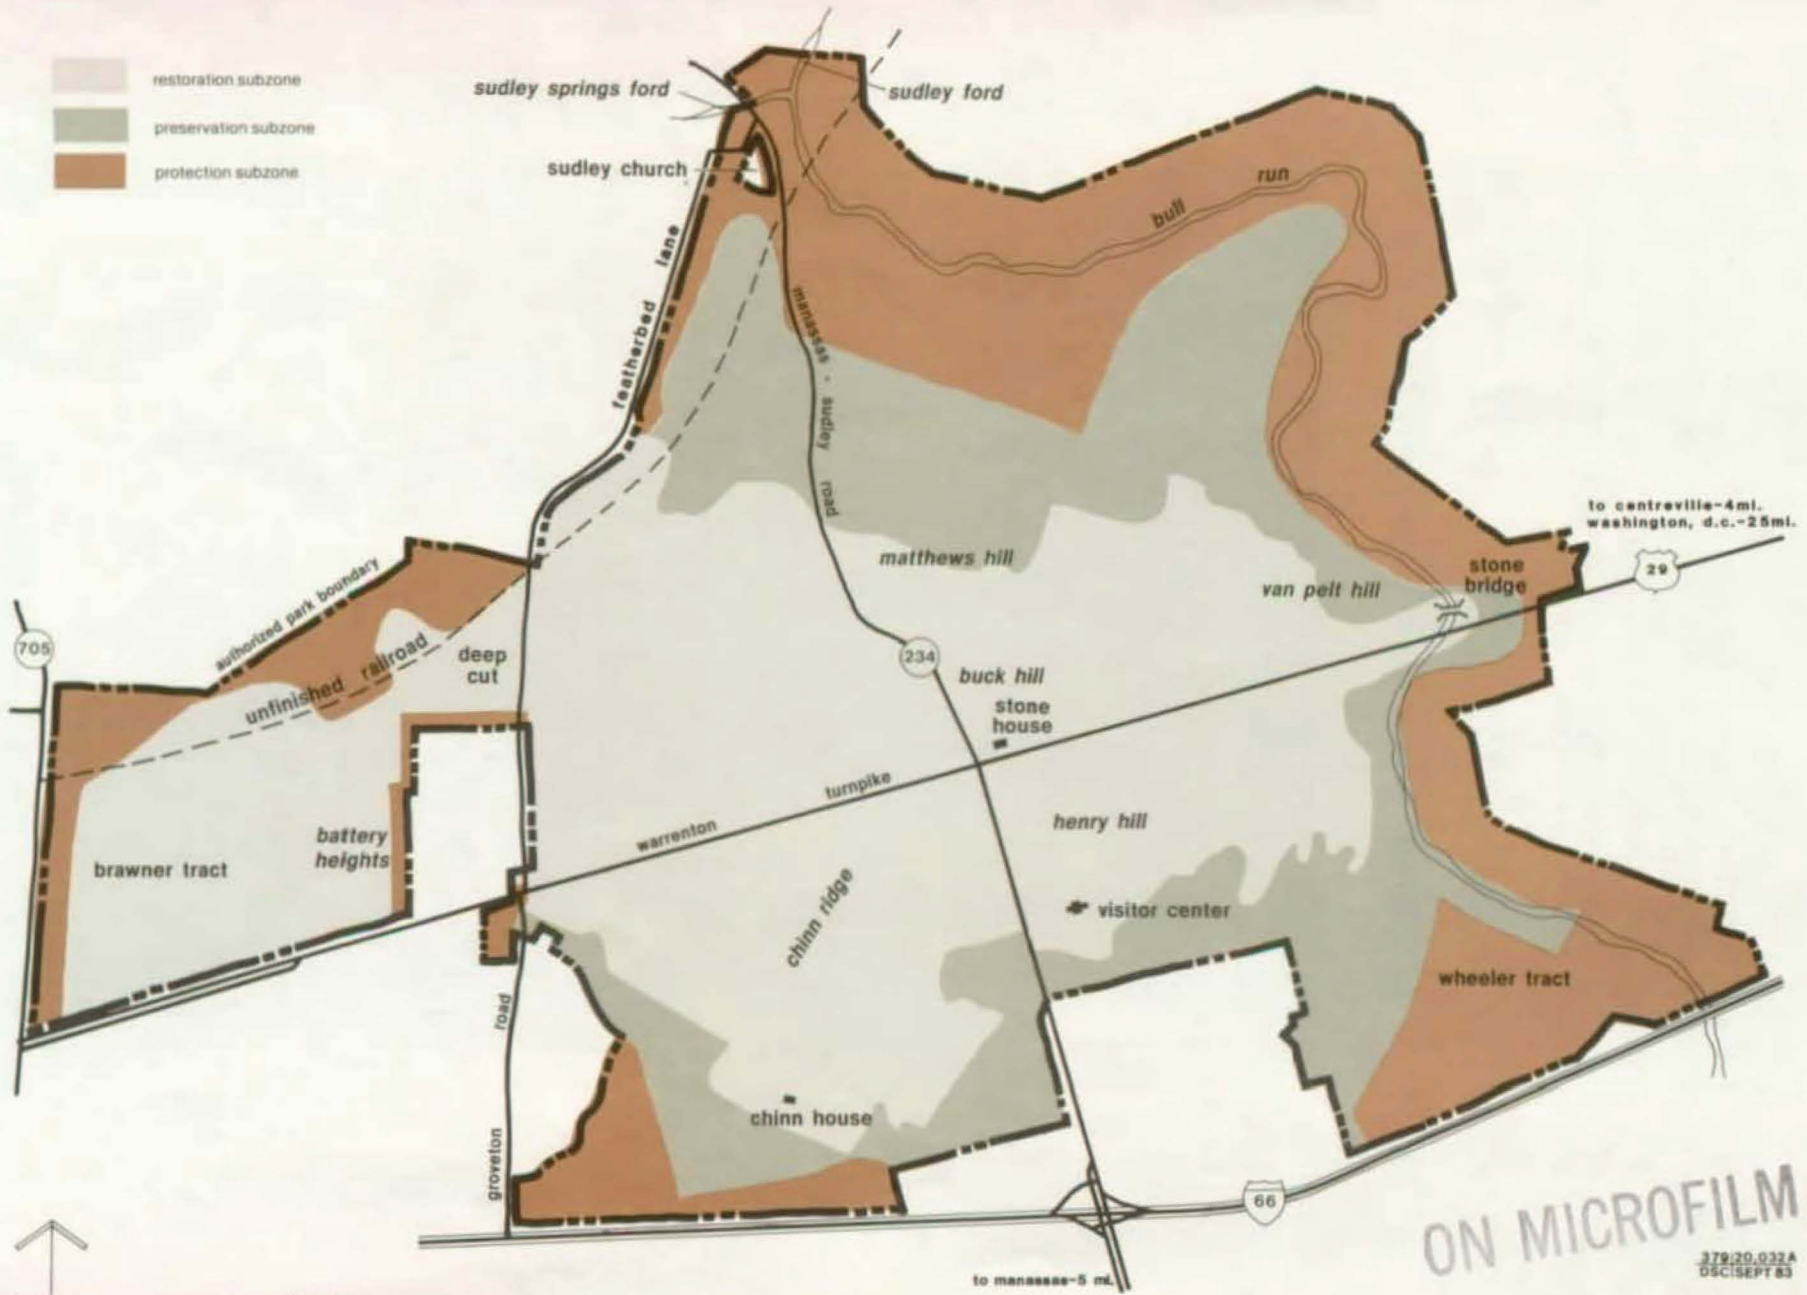 restoration subzone
preservation subzone
protection subzone
sudley springs ford
sudley ford
sudley church
bull run
featherbed lane
manassas - sudley road
to centreville-4mi.
washington, d.c.-25mi.
29
stone
bridge
matthews hill
van pelt hill
authorized park boundary
705
unfinished railroad
deep
cut
234
buck hill
stone
house
warrenton turnpike
battery
heights
brawner tract
henry hill
chinn ridge
visitor center
wheeler tract
groveton road
chinn house
66
to manassas-5 mi.
ON MICROFILM
379|20,032A
DSC|SEPT 83